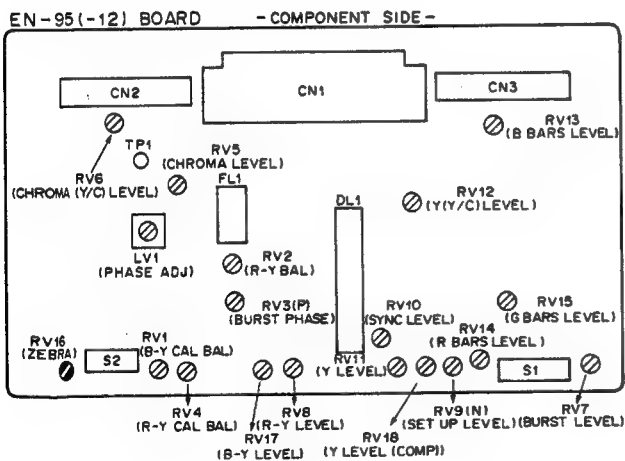 EN-95(-12) BOARD -COMPONENT SIDE-
CN2
CN1
CN3
RV13
(B BARS LEVEL)
TP1
RV5
(CHROMA LEVEL)
RV6
(CHROMA (Y/C) LEVEL)
FL1
DL1
RV12
(Y(Y/C) LEVEL)
LV1
(PHASE ADJ)
RV2
(R-Y BAL)
RV3(P)
(BURST PHASE)
RV10
(SYNC LEVEL)
RV15
(G BARS LEVEL)
RV16
(ZEBRA)
S2
RV1
(B-Y CAL BAL)
RV11
(Y LEVEL)
RV14
(R BARS LEVEL)
S1
RV4
(R-Y CAL BAL)
RV17
(B-Y LEVEL)
RV8
(R-Y LEVEL)
RV18
(Y LEVEL (COMP))
RV9(N)
(SET UP LEVEL)
RV7
(BURST LEVEL)